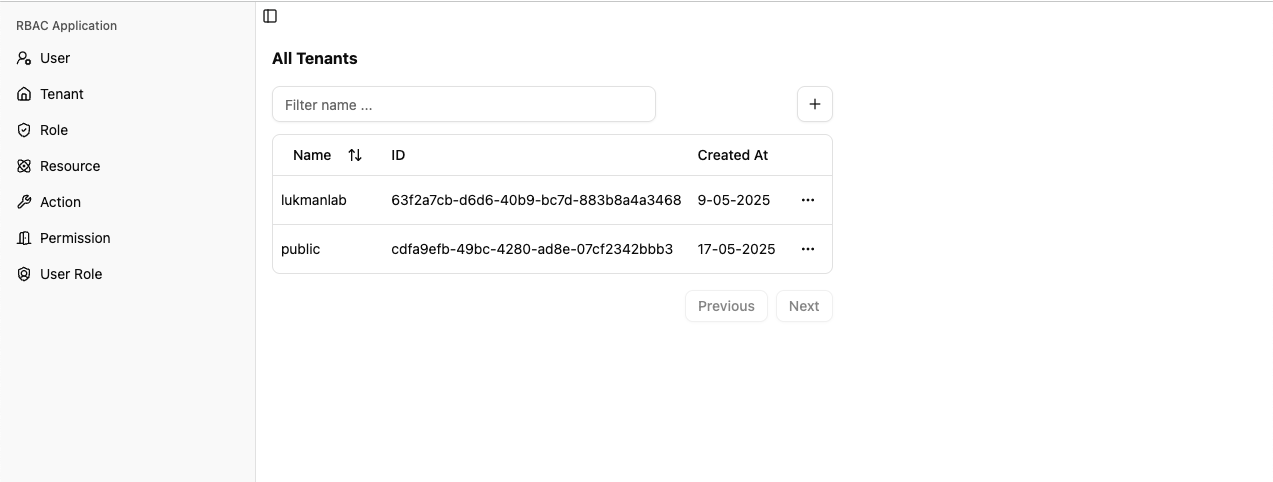 RBAC Application
User
Tenant
Role
Resource
Action
Permission
User Role
All Tenants
Filter name ...
Name ID Created At
lukmanlab 63f2a7cb-d6d6-40b9-bc7d-883b8a4a3468 9-05-2025
public cdfa9efb-49bc-4280-ad8e-07cf2342bbb3 17-05-2025
Previous Next